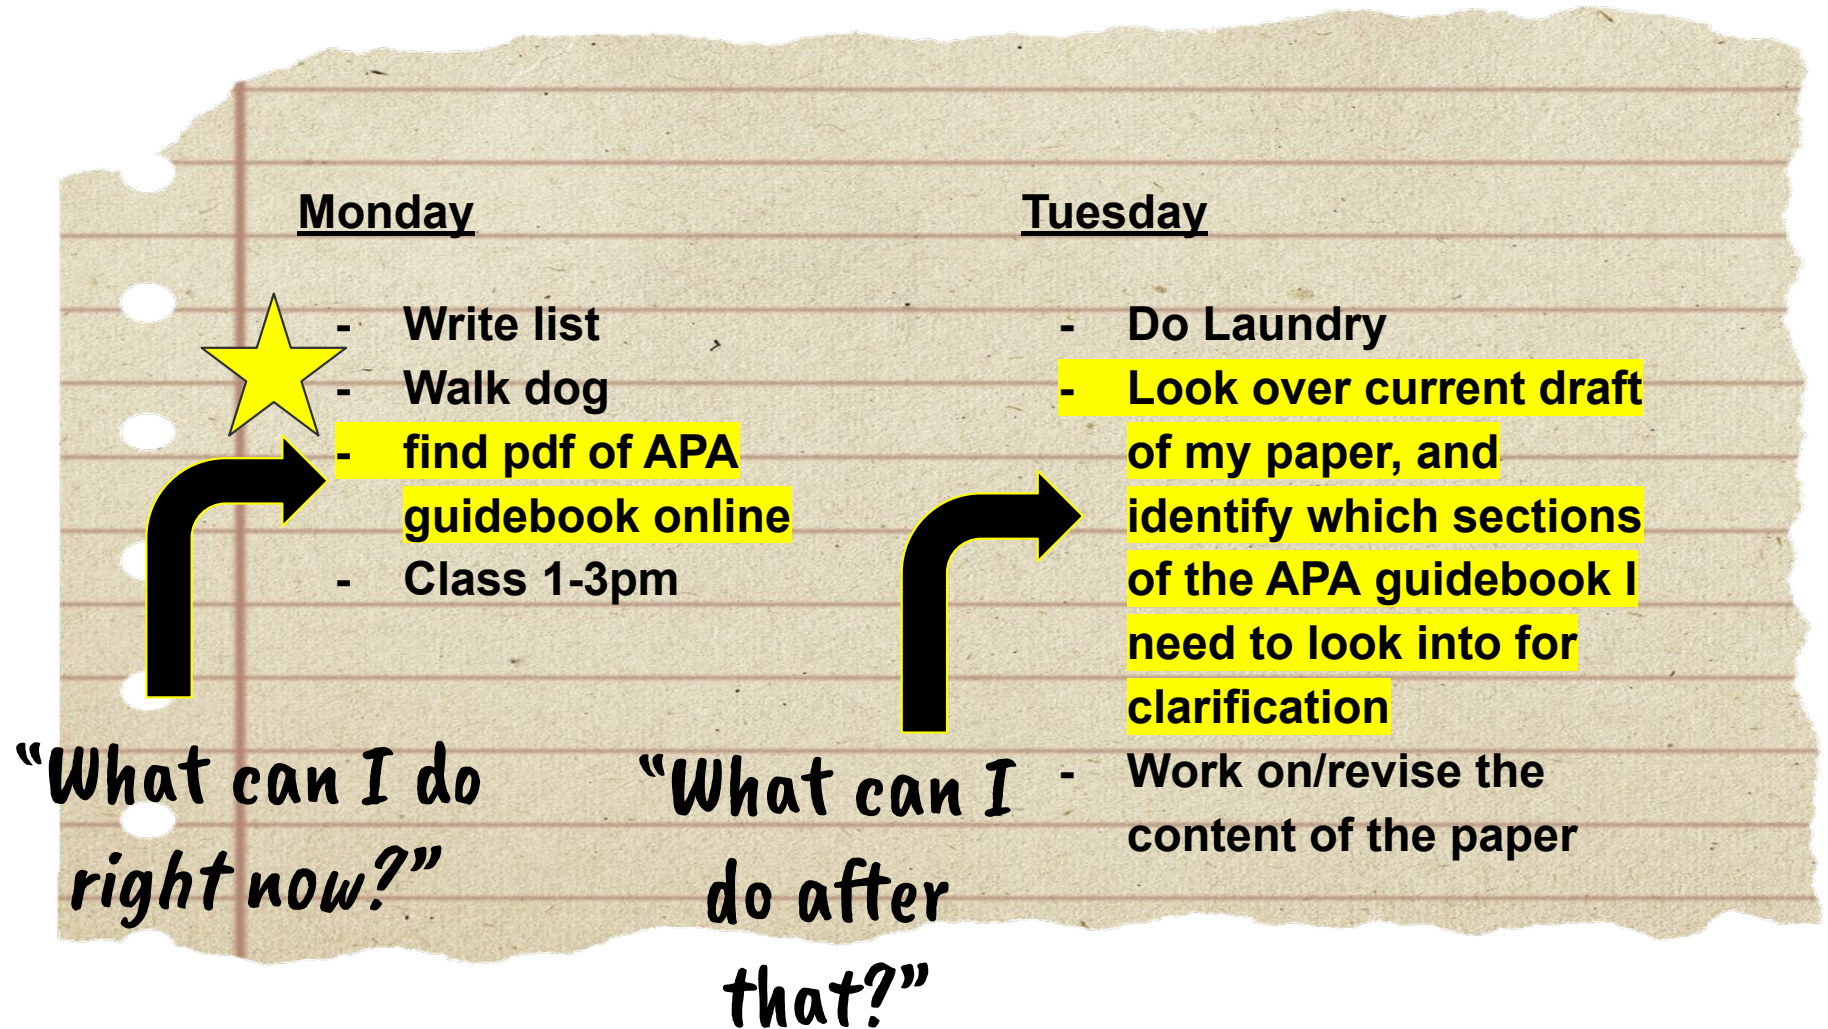 Monday
- Write list
- Walk dog
- find pdf of APA
guidebook online
- Class 1-3pm
“What can I do
right now?”
Tuesday
- Do Laundry
- Look over current draft
of my paper, and
identify which sections
of the APA guidebook I
need to look into for
clarification
- Work on/revise the
content of the paper
“What can I
do after
that?”